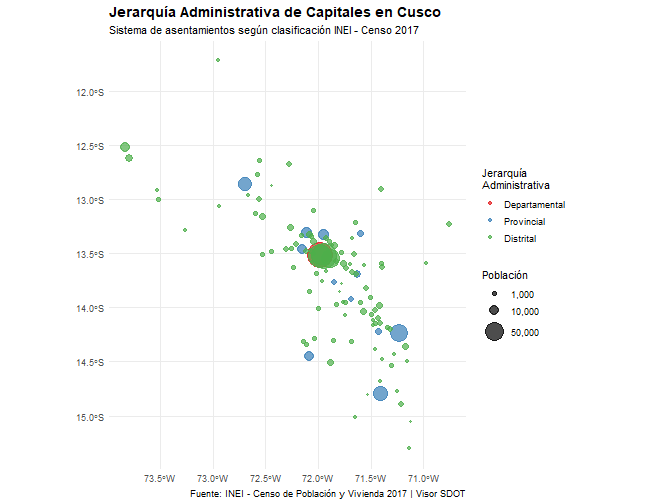 Jerarquía Administrativa de Capitales en Cusco
Sistema de asentamientos según clasificación INEI - Censo 2017
12.0°S
12.5°S
13.0°S
13.5°S
14.0°S
14.5°S
15.0°S
73.5°W
73.0°W
72.5°W
72.0°W
71.5°W
71.0°W
Jerarquía
Administrativa
Departamental
Provincial
Distrital
Población
1,000
10,000
50,000
Fuente: INEI - Censo de Población y Vivienda 2017 | Visor SDOT